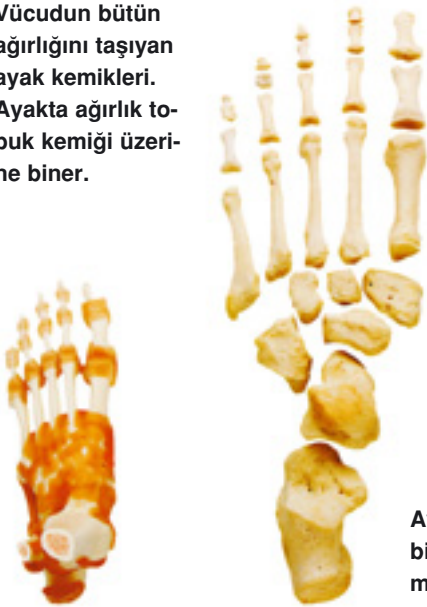 Vücudun bütün
ağırlığını taşıyan
ayak kemikleri.
Ayakta ağırlık to-
puk kemiği üzeri-
ne biner.